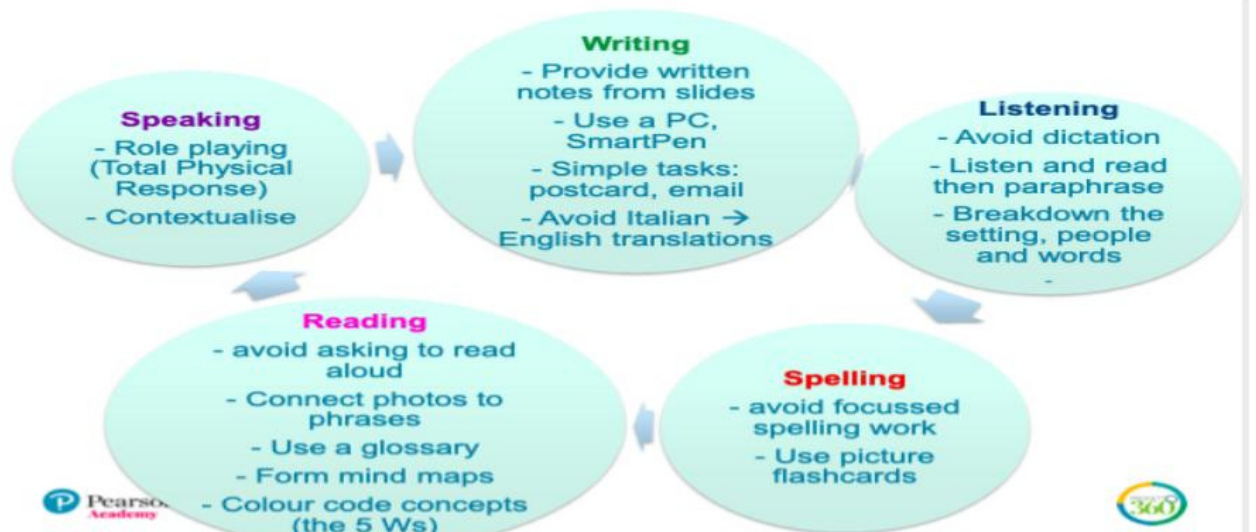 Speaking
- Role playing
(Total Physical
Response)
- Contextualise
Writing
- Provide written
notes from slides
- Use a PC,
SmartPen
- Simple tasks:
postcard, email
- Avoid Italian →
English translations
Listening
- Avoid dictation
- Listen and read
then paraphrase
- Breakdown the
setting, people
and words
-
Spelling
- avoid focussed
spelling work
- Use picture
flashcards
Reading
- avoid asking to read
aloud
- Connect photos to
phrases
- Use a glossary
- Form mind maps
- Colour code concepts
(the 5 Ws)
Pearso
Academy
360